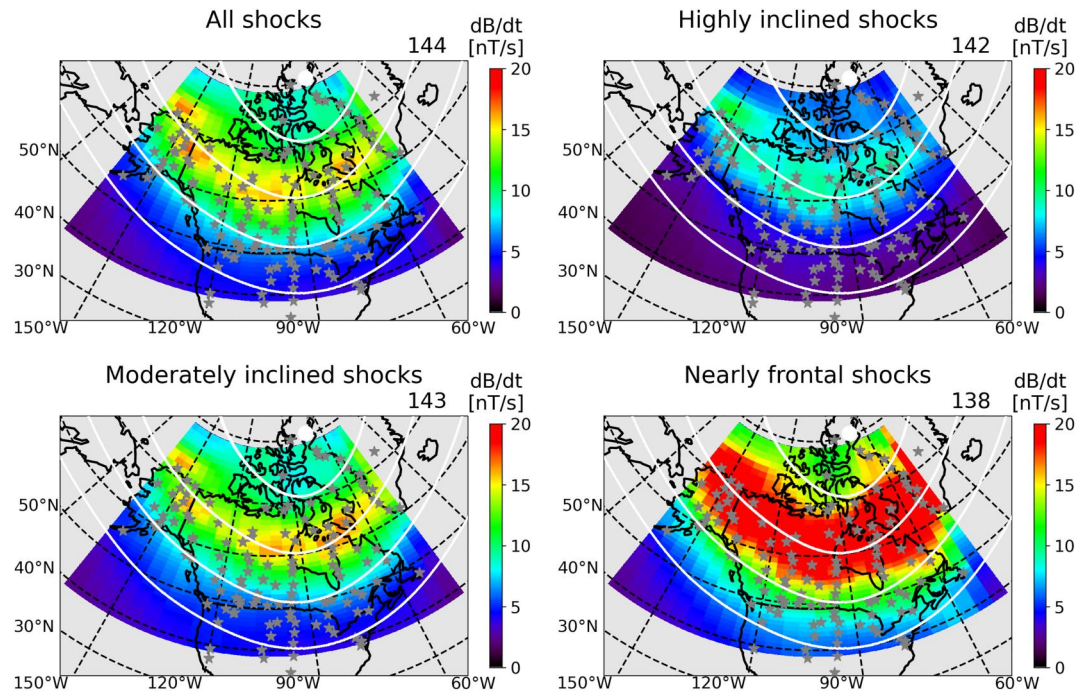 All shocks
144
dB/dt
[nT/s]
20
15
10
5
0
50°N
40°N
30°N
150°W 120°W 90°W 60°W
Highly inclined shocks
142
dB/dt
[nT/s]
20
15
10
5
0
50°N
40°N
30°N
150°W 120°W 90°W 60°W
Moderately inclined shocks
143
dB/dt
[nT/s]
20
15
10
5
0
50°N
40°N
30°N
150°W 120°W 90°W 60°W
Nearly frontal shocks
138
dB/dt
[nT/s]
20
15
10
5
0
50°N
40°N
30°N
150°W 120°W 90°W 60°W